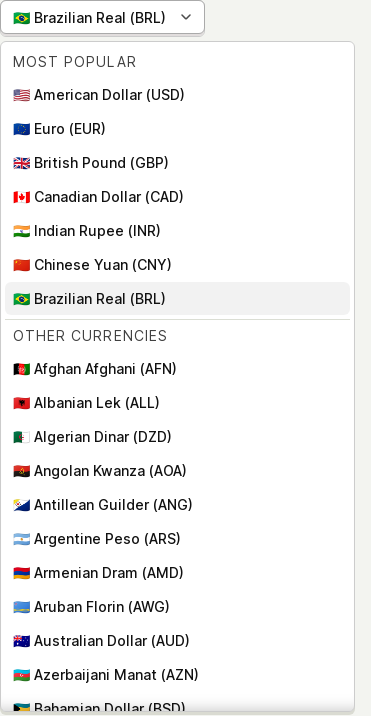 Brazilian Real (BRL)
MOST POPULAR
American Dollar (USD)
Euro (EUR)
British Pound (GBP)
Canadian Dollar (CAD)
Indian Rupee (INR)
Chinese Yuan (CNY)
Brazilian Real (BRL)
OTHER CURRENCIES
Afghan Afghani (AFN)
Albanian Lek (ALL)
Algerian Dinar (DZD)
Angolan Kwanza (AOA)
Antillean Guilder (ANG)
Argentine Peso (ARS)
Armenian Dram (AMD)
Aruban Florin (AWG)
Australian Dollar (AUD)
Azerbaijani Manat (AZN)
Bahamian Dollar (BSD)